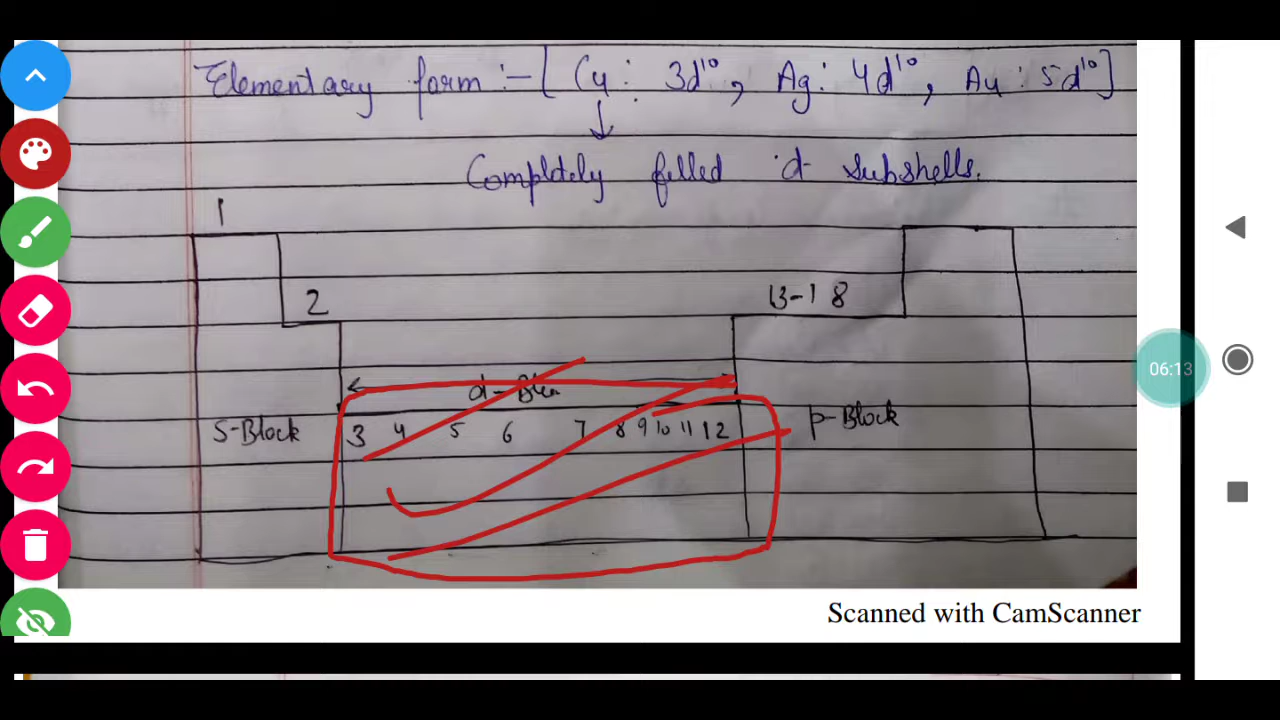 Elementary form :- [ Cu : 3d¹⁰ , Ag : 4d¹⁰ , Au : 5d¹⁰ ]
↓
Completely filled 'd' Subshells.
1
2
13-18
d-Block
S-Block 3 4 5 6 7 8 9 10 11 12 p-Block
06:13
Scanned with CamScanner